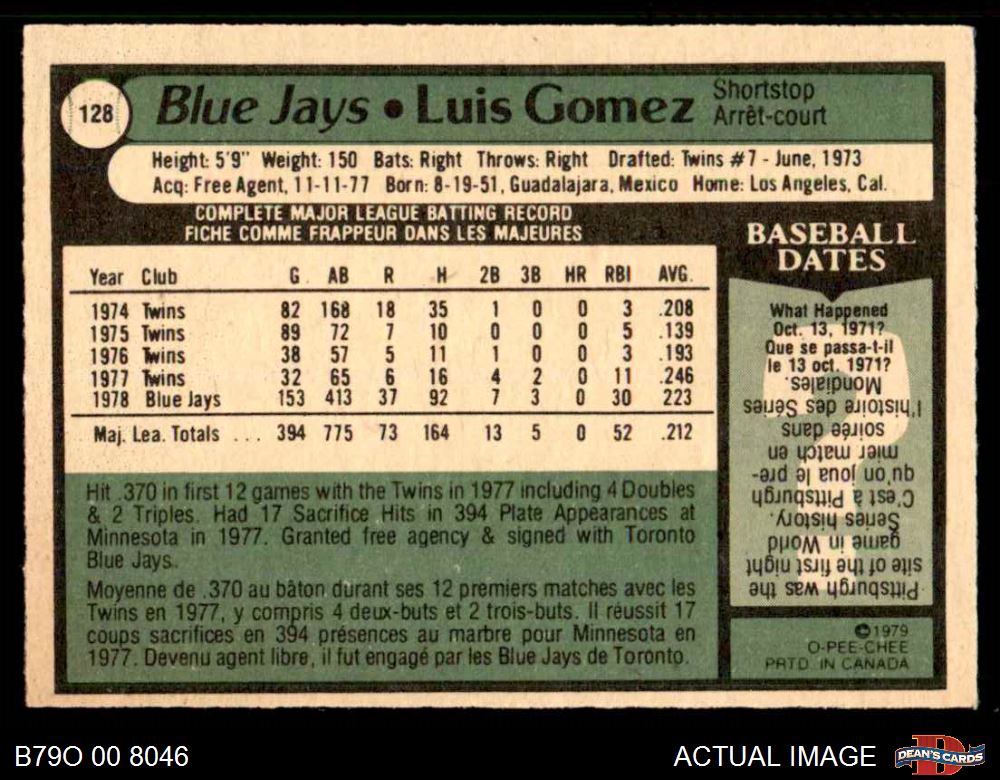 128
Blue Jays • Luis Gomez
Shortstop
Arrêt-court
Height: 5'9" Weight: 150 Bats: Right Throws: Right Drafted: Twins #7 - June, 1973
Acq: Free Agent, 11-11-77 Born: 8-19-51, Guadalajara, Mexico Home: Los Angeles, Cal.
COMPLETE MAJOR LEAGUE BATTING RECORD
FICHE COMME FRAPPEUR DANS LES MAJEURES
Year Club G. AB R H 2B 3B HR RBI AVG.
1974 Twins 82 168 18 35 1 0 0 3 .208
1975 Twins 89 72 7 10 0 0 0 5 .139
1976 Twins 38 57 5 11 1 0 0 3 .193
1977 Twins 32 65 6 16 4 2 0 11 .246
1978 Blue Jays 153 413 37 92 7 3 0 30 223
Maj. Lea. Totals ... 394 775 73 164 13 5 0 52 .212
Hit .370 in first 12 games with the Twins in 1977 including 4 Doubles
& 2 Triples. Had 17 Sacrifice Hits in 394 Plate Appearances at
Minnesota in 1977. Granted free agency & signed with Toronto
Blue Jays.
Moyenne de .370 au bâton durant ses 12 premiers matches avec les
Twins en 1977, y compris 4 deux-buts et 2 trois-buts. Il réussit 17
coups sacrifices en 394 présences au marbre pour Minnesota en
1977. Devenu agent libre, il fut engagé par les Blue Jays de Toronto.
BASEBALL
DATES
What Happened
Oct. 13, 1971?
Que se passa-t-il
le 13 oct. 1971?
Pittsburgh was the
site of the first night
game in World
Series history.
C'est à Pittsburgh
qu'on joua le pre-
mier match en
soirée dans
l'histoire des Séries
Mondiales.
©1979
O-PEE-CHEE
PRTD. IN CANADA
B79O 00 8046
ACTUAL IMAGE
D
DEAN'S CARDS